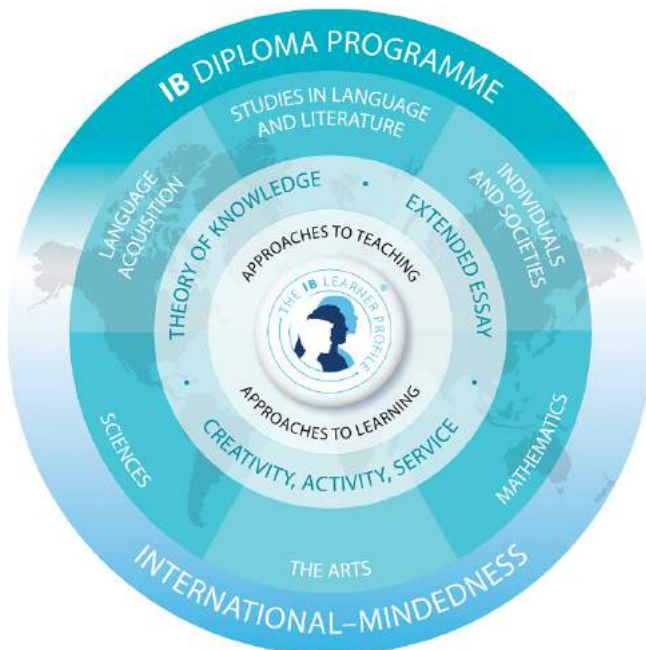 IB DIPLOMA PROGRAMME
STUDIES IN LANGUAGE
AND LITERATURE
LANGUAGE
ACQUISITION
INDIVIDUALS
AND SOCIETIES
THEORY OF KNOWLEDGE
•
EXTENDED ESSAY
•
APPROACHES TO TEACHING
THE IB LEARNER PROFILE
®
APPROACHES TO LEARNING
•
CREATIVITY, ACTIVITY, SERVICE
SCIENCES
MATHEMATICS
THE ARTS
INTERNATIONAL–MINDEDNESS